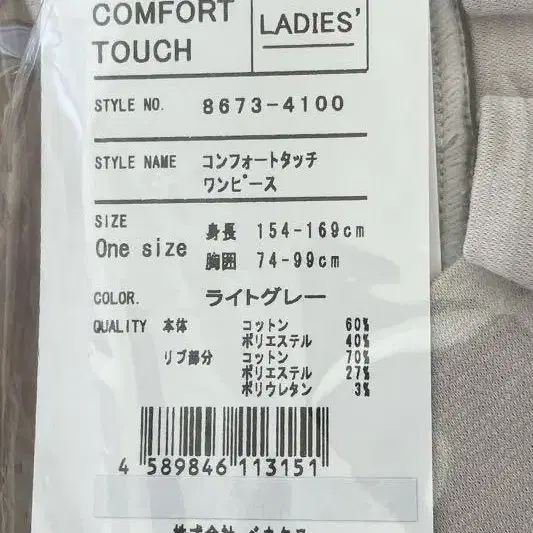 COMFORT
TOUCH
LADIES'
STYLE NO. 8673-4100
STYLE NAME コンフォートタッチ
ワンピース
SIZE
One size
身長 154-169cm
胸囲 74-99cm
COLOR. ライトグレー
QUALITY 本体 コットン 60%
ポリエステル 40%
リブ部分 コットン 70%
ポリエステル 27%
ポリウレタン 3%
4 589846 113151
株式会社